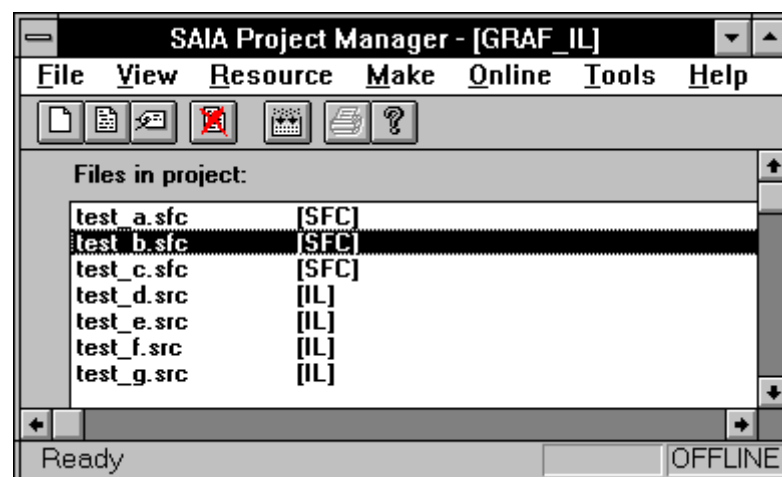 SAIA Project Manager - [GRAF_IL]
File View Resource Make Online Tools Help
Files in project:
test_a.sfc [SFC]
test_b.sfc [SFC]
test_c.sfc [SFC]
test_d.src [IL]
test_e.src [IL]
test_f.src [IL]
test_g.src [IL]
Ready OFFLINE